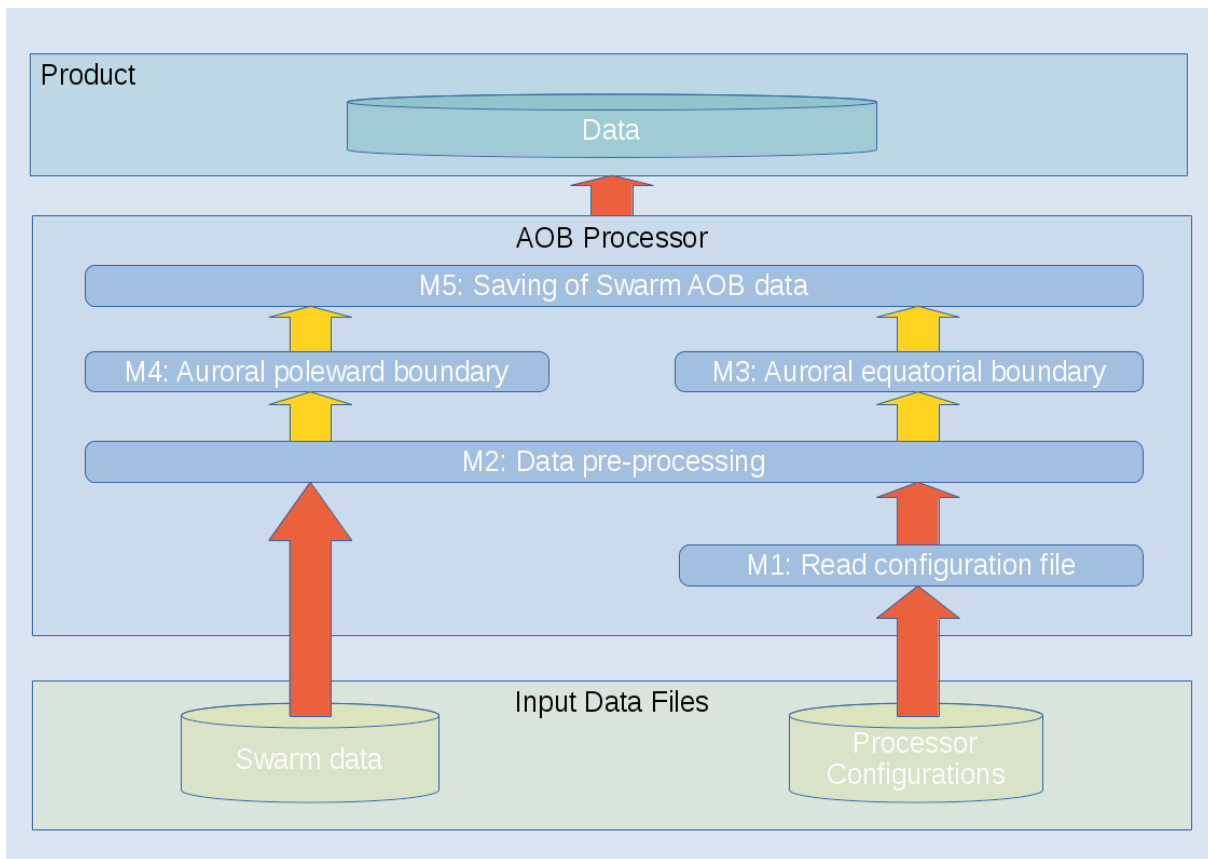 Product
Data
AOB Processor
M5: Saving of Swarm AOB data
M4: Auroral poleward boundary
M3: Auroral equatorial boundary
M2: Data pre-processing
M1: Read configuration file
Input Data Files
Swarm data
Processor
Configurations